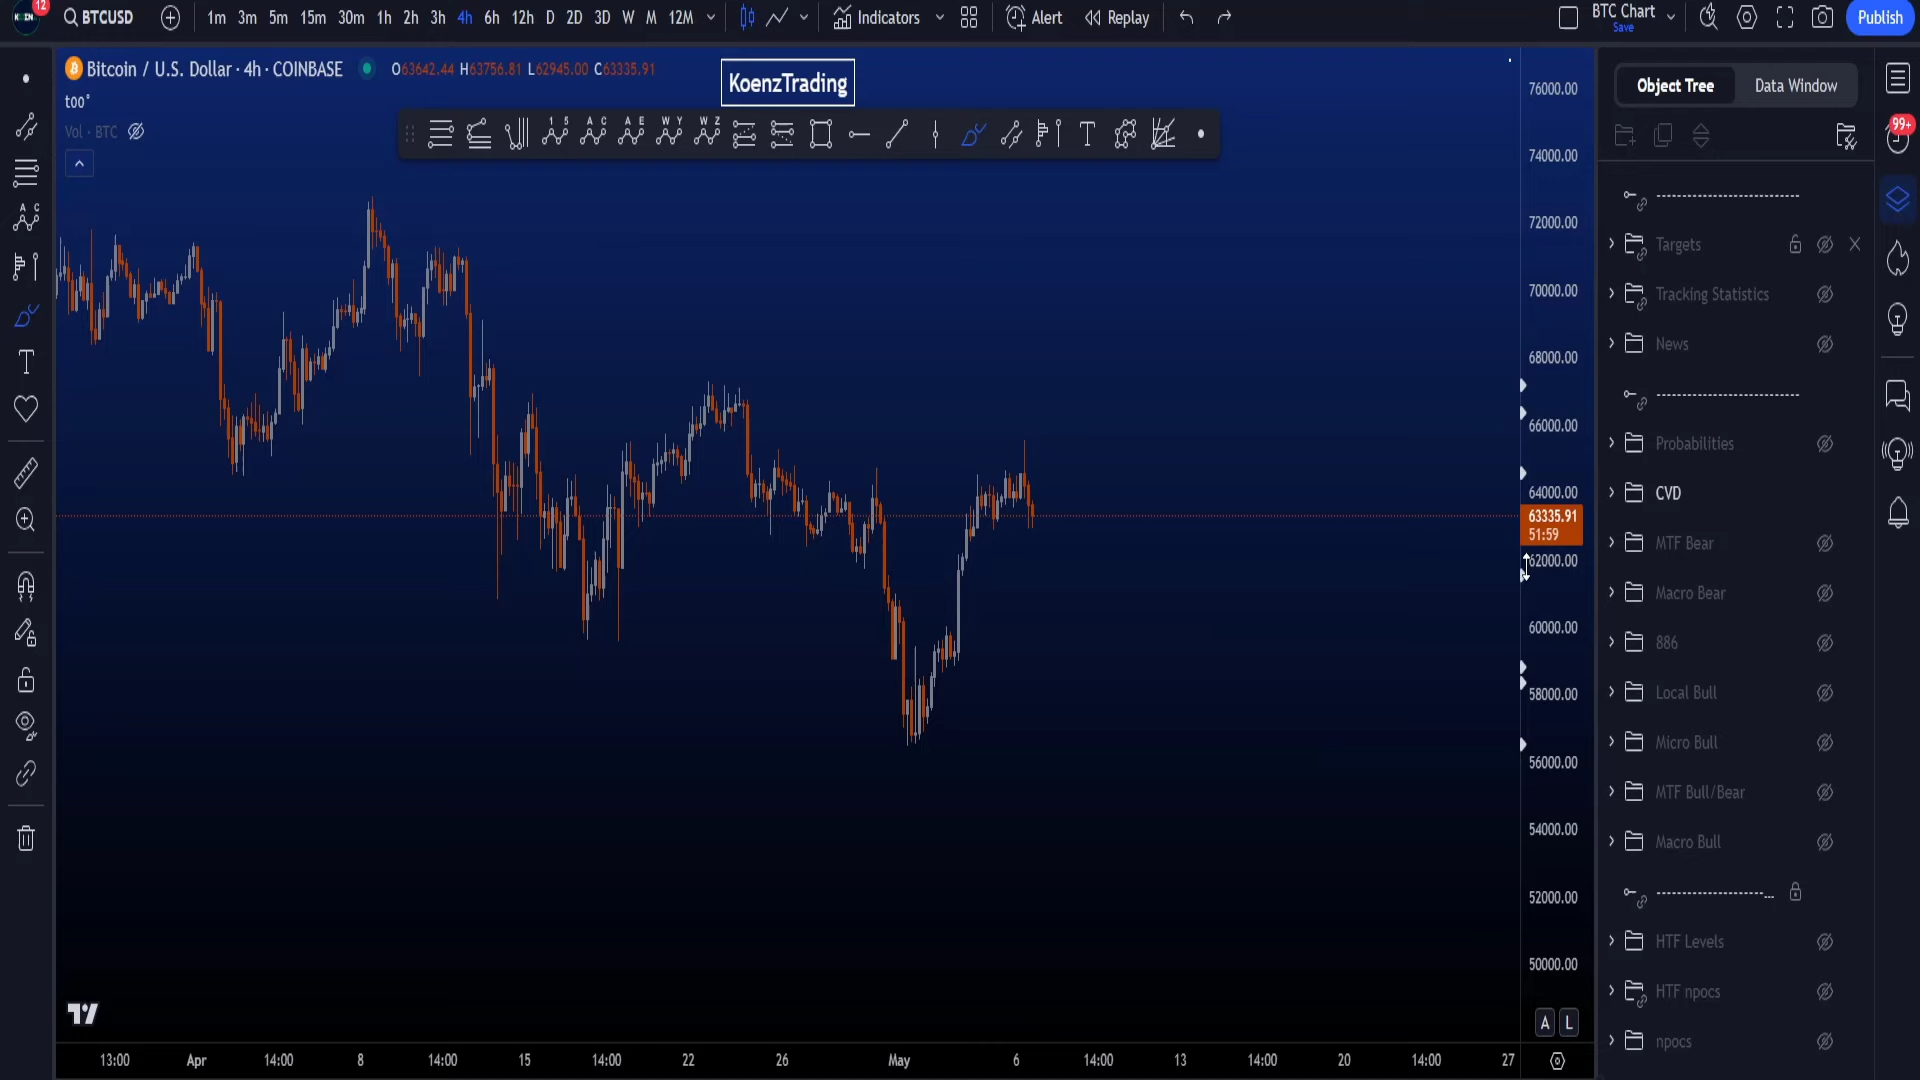 12
BTCUSD 1m 3m 5m 15m 30m 1h 2h 3h 4h 6h 12h D 2D 3D W M 12M Indicators Alert Replay BTC Chart Publish
Save
Bitcoin / U.S. Dollar · 4h · COINBASE O63642.44 H63756.81 L62945.00 C63335.91
too°
Vol · BTC
KoenzTrading
1 5 A C A E W Y W Z T
A C
T
76000.00
74000.00
72000.00
70000.00
68000.00
66000.00
64000.00
63335.91
51:59
62000.00
60000.00
58000.00
56000.00
54000.00
52000.00
50000.00
A L
13:00 Apr 14:00 8 14:00 15 14:00 22 26 May 6 14:00 13 14:00 20 14:00 27
Object Tree Data Window
99+
-------------------------
Targets
Tracking Statistics
News
-------------------------
Probabilities
CVD
MTF Bear
Macro Bear
886
Local Bull
Micro Bull
MTF Bull/Bear
Macro Bull
-------------------...
HTF Levels
HTF npocs
npocs